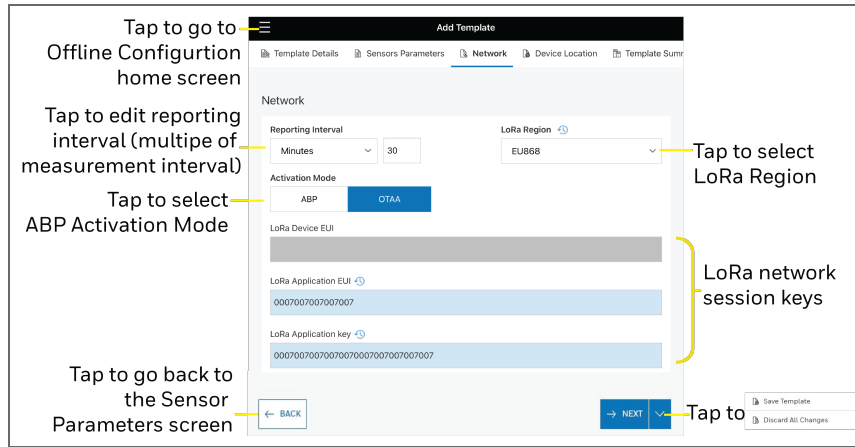 Tap to go to
Offline Configurtion
home screen
Add Template
Template Details
Sensors Parameters
Network
Device Location
Template Summ
Network
Tap to edit reporting
interval (multipe of
measurement interval)
Reporting Interval
Minutes
30
LoRa Region
EU868
Tap to select
LoRa Region
Activation Mode
ABP
OTAA
Tap to select
ABP Activation Mode
LoRa Device EUI
LoRa Application EUI
0007007007007007
LoRa Application key
00070070070070070007007007007007
LoRa network
session keys
Tap to go back to
the Sensor
Parameters screen
← BACK
→ NEXT
Tap to
Save Template
Discard All Changes